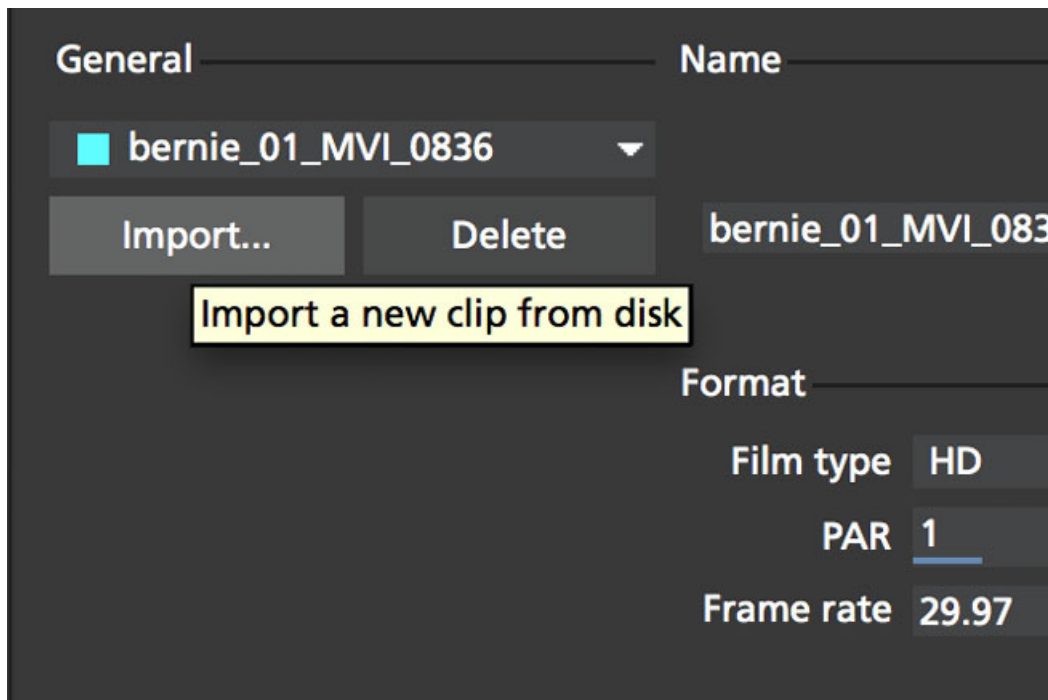 General
Name
bernie_01_MVI_0836
Import...
Delete
bernie_01_MVI_083
Import a new clip from disk
Format
Film type HD
PAR 1
Frame rate 29.97